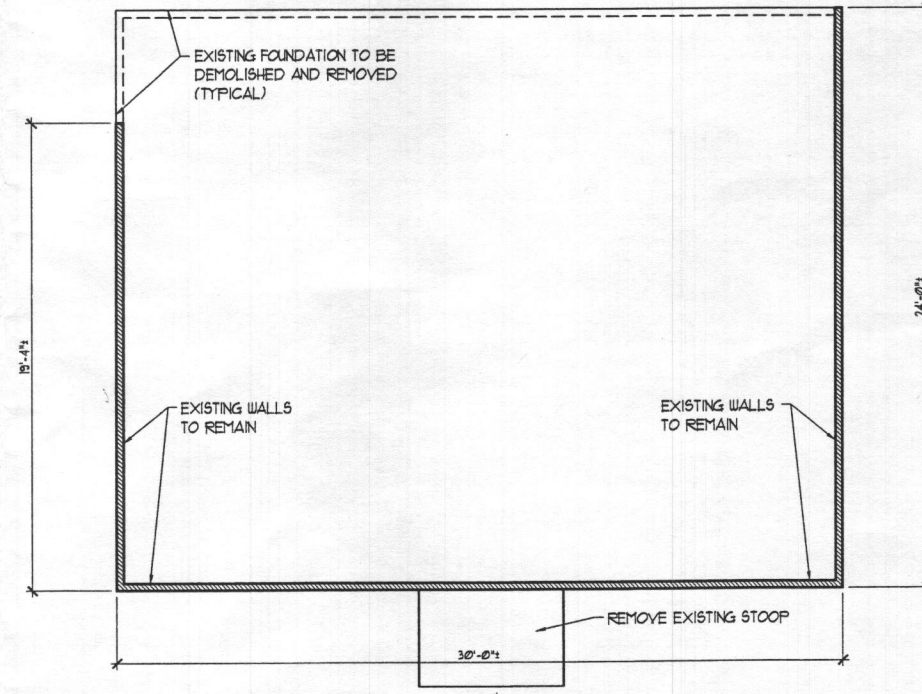 EXISTING FOUNDATION TO BE
DEMOLISHED AND REMOVED
(TYPICAL)
19'-4"±
24'-0"±
EXISTING WALLS
TO REMAIN
EXISTING WALLS
TO REMAIN
REMOVE EXISTING STOOP
30'-0"±